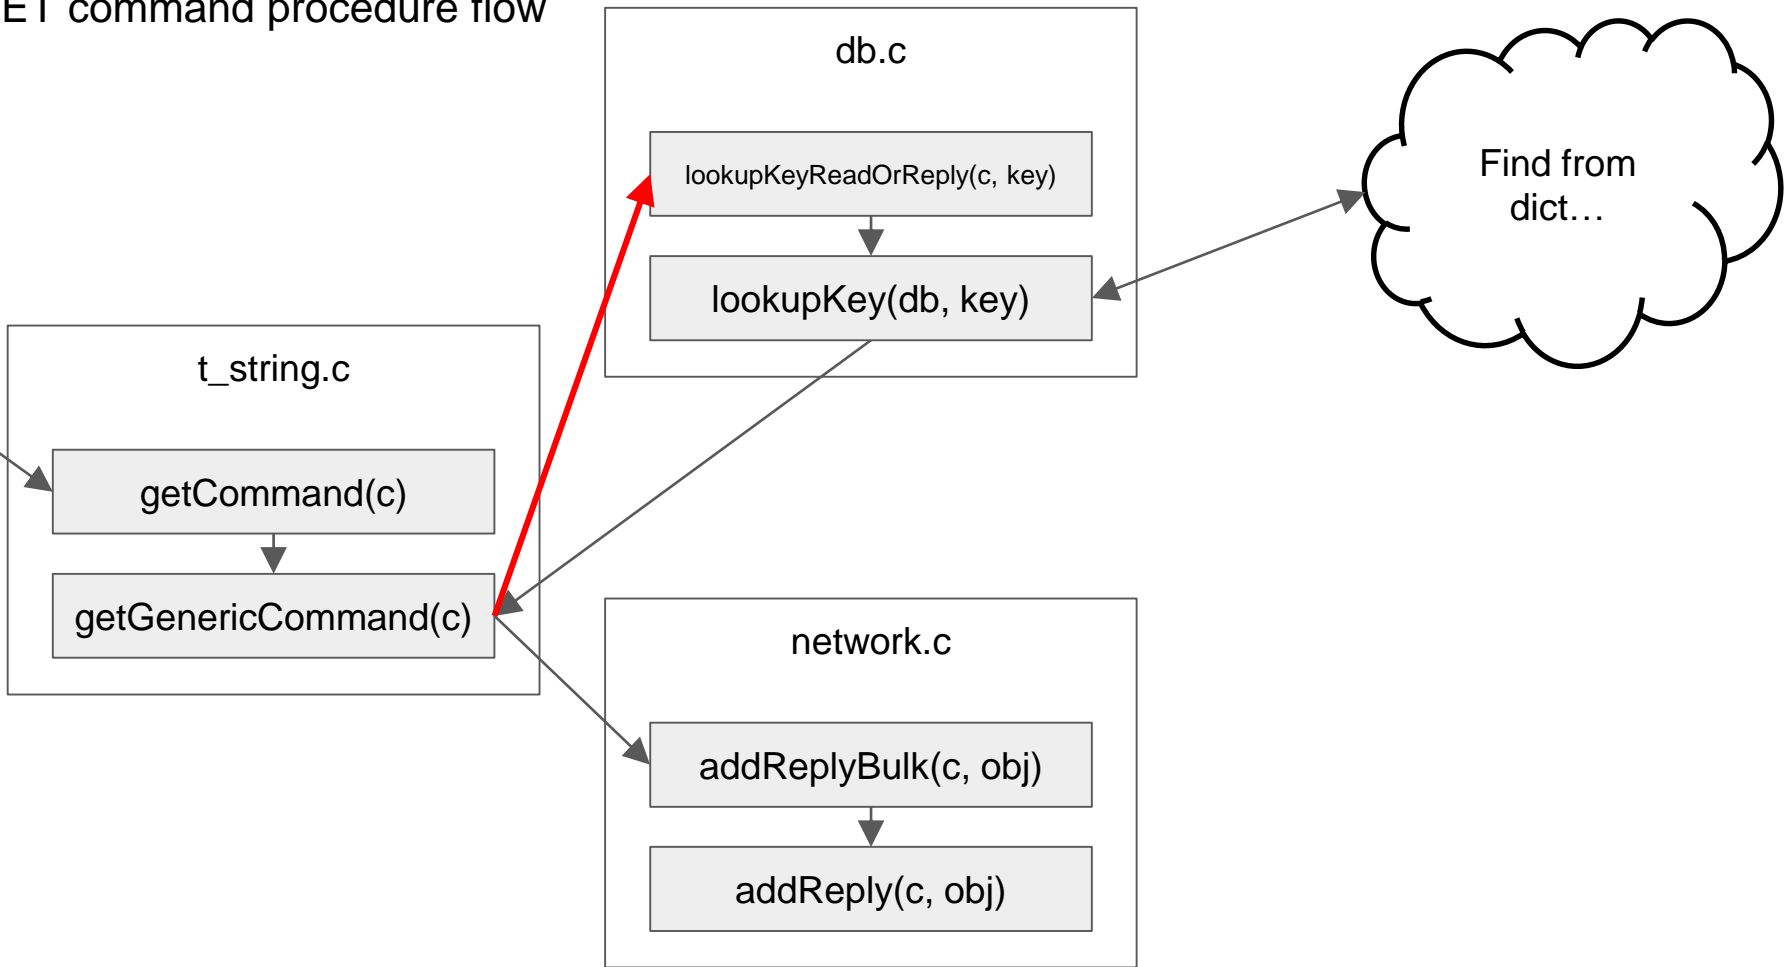 ET command procedure flow
db.c
lookupKeyReadOrReply(c, key)
lookupKey(db, key)
Find from
dict…
t_string.c
getCommand(c)
getGenericCommand(c)
network.c
addReplyBulk(c, obj)
addReply(c, obj)